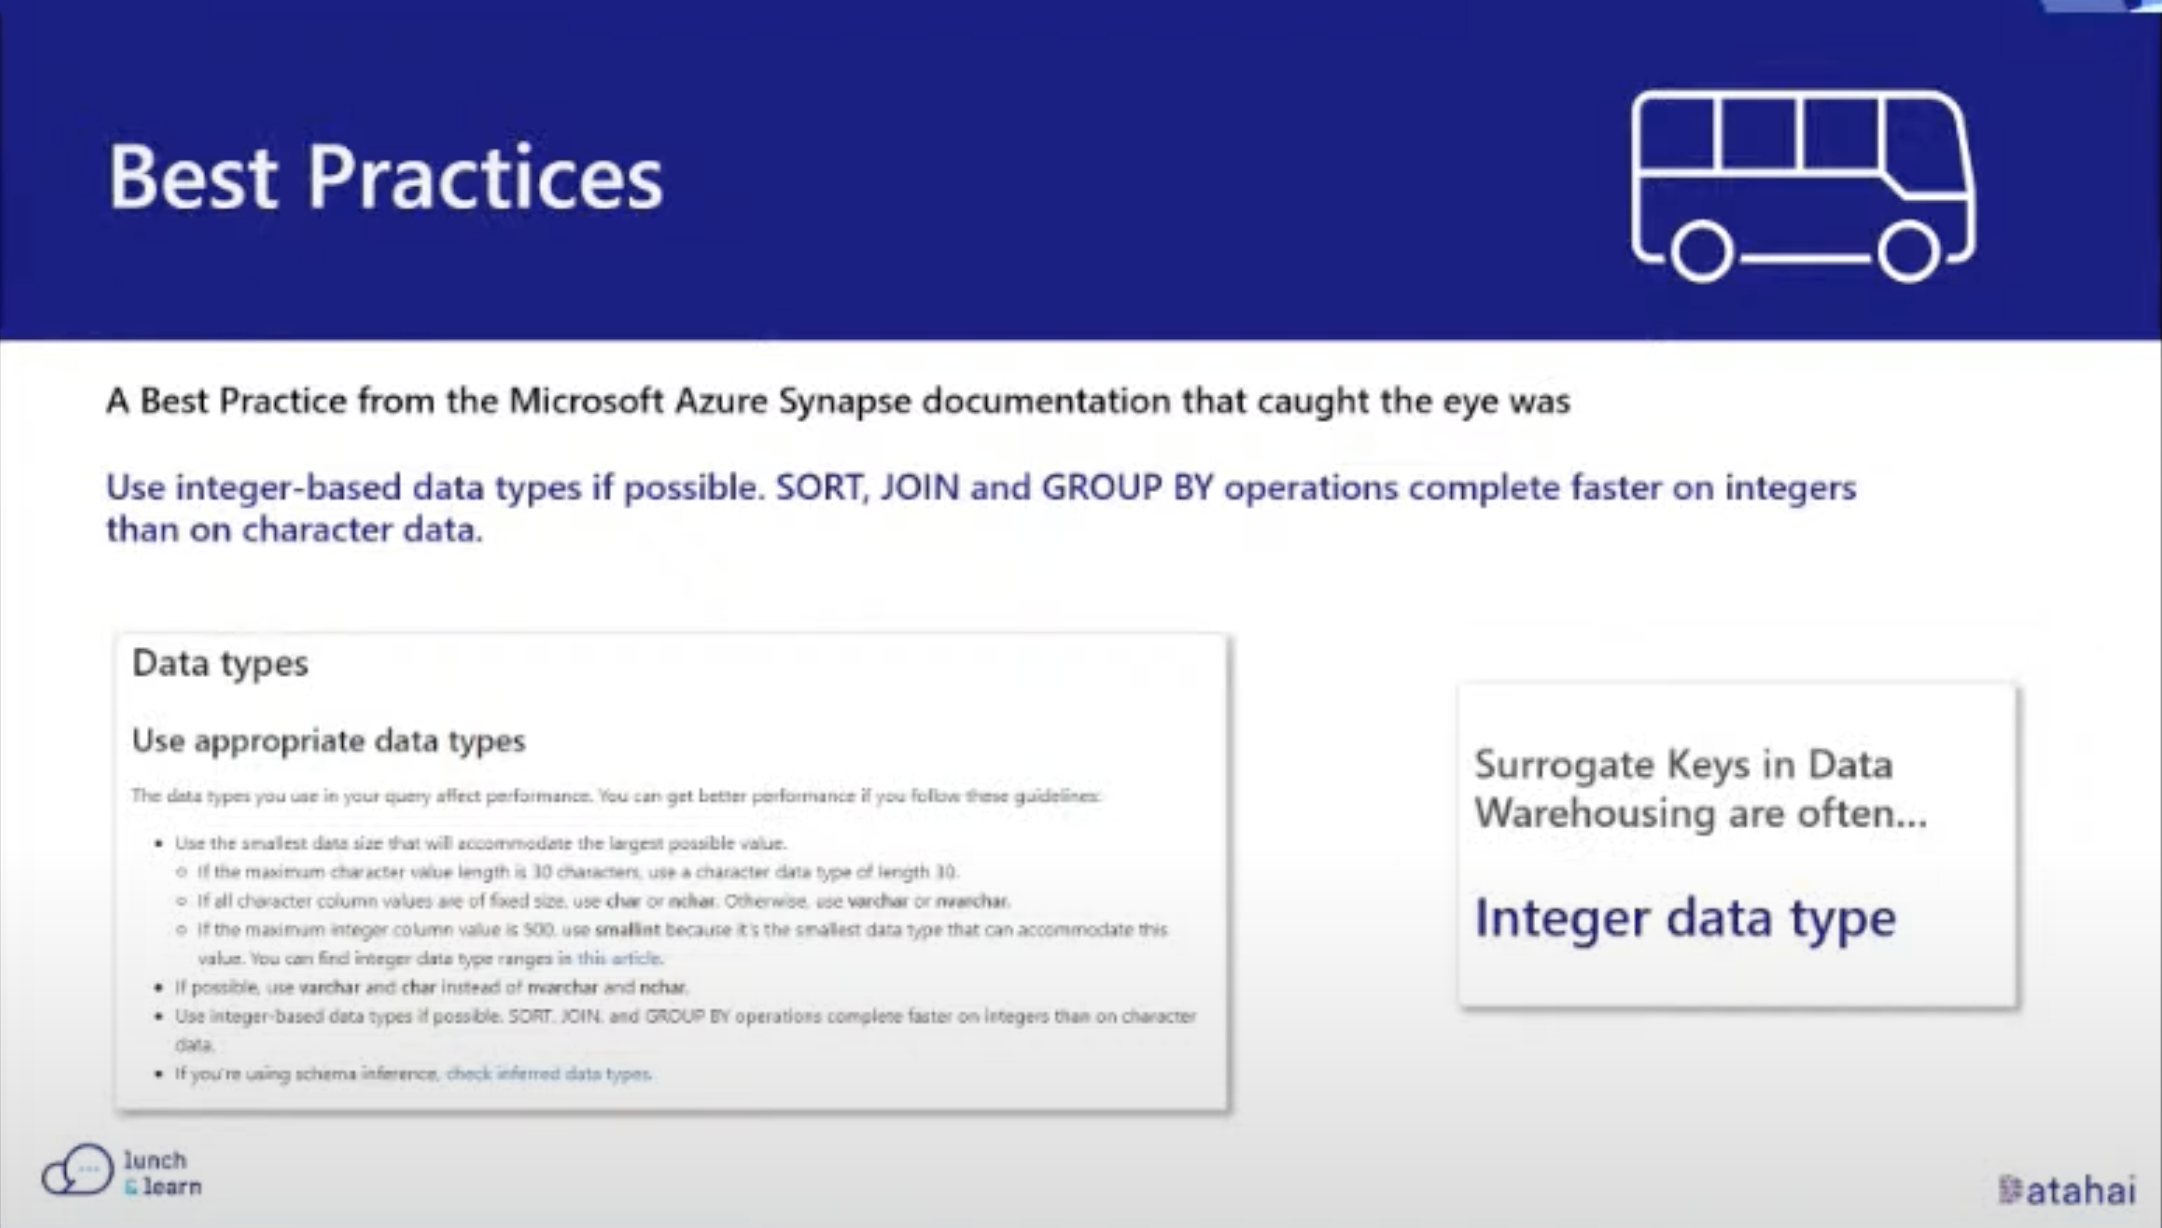 Best Practices
A Best Practice from the Microsoft Azure Synapse documentation that caught the eye was
Use integer-based data types if possible. SORT, JOIN and GROUP BY operations complete faster on integers
than on character data.
Data types
Use appropriate data types
The data types you use in your query affect performance. You can get better performance if you follow these guidelines:
• Use the smallest data size that will accommodate the largest possible value.
○ If the maximum character value length is 30 characters, use a character data type of length 30.
○ If all character column values are of fixed size, use char or nchar. Otherwise, use varchar or nvarchar.
○ If the maximum integer column value is 500, use smallint because it's the smallest data type that can accommodate this
value. You can find integer data type ranges in this article.
• If possible, use varchar and char instead of nvarchar and nchar.
• Use integer-based data types if possible. SORT, JOIN, and GROUP BY operations complete faster on integers than on character
data.
• If you're using schema inference, check inferred data types.
Surrogate Keys in Data
Warehousing are often...
Integer data type
lunch
& learn
Datahai